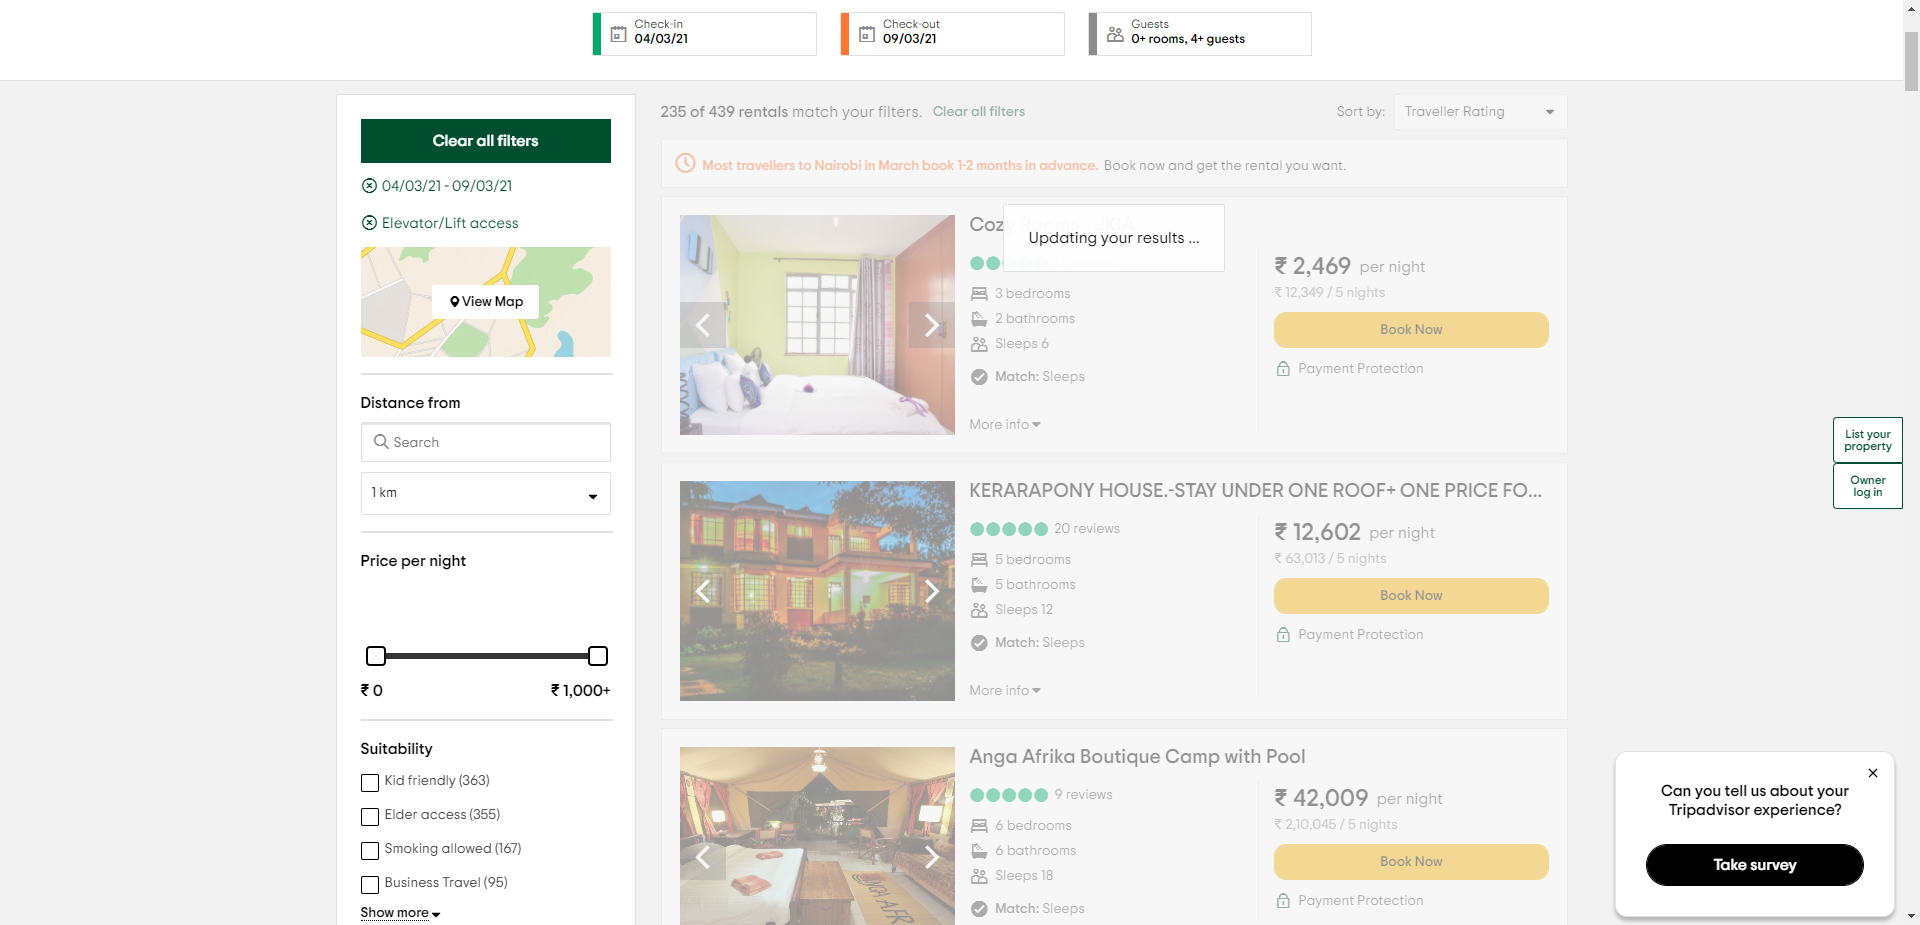 Check-in
04/03/21
Check-out
09/03/21
Guests
0+ rooms, 4+ guests
Clear all filters
04/03/21 - 09/03/21
Elevator/Lift access
View Map
Distance from
Search
1 km
Price per night
₹ 0
₹ 1,000+
Suitability
Kid friendly (363)
Elder access (355)
Smoking allowed (167)
Business Travel (95)
Show more
235 of 439 rentals match your filters. Clear all filters
Sort by: Traveller Rating
Most travellers to Nairobi in March book 1-2 months in advance. Book now and get the rental you want.
Updating your results ...
3 bedrooms
2 bathrooms
Sleeps 6
Match: Sleeps
More info
₹ 2,469 per night
₹ 12,349 / 5 nights
Book Now
Payment Protection
KERARAPONY HOUSE.-STAY UNDER ONE ROOF+ ONE PRICE FO...
20 reviews
5 bedrooms
5 bathrooms
Sleeps 12
Match: Sleeps
More info
₹ 12,602 per night
₹ 63,013 / 5 nights
Book Now
Payment Protection
Anga Afrika Boutique Camp with Pool
9 reviews
6 bedrooms
6 bathrooms
Sleeps 18
Match: Sleeps
₹ 42,009 per night
₹ 2,10,045 / 5 nights
Book Now
Payment Protection
List your
property
Owner
log in
Can you tell us about your
Tripadvisor experience?
Take survey